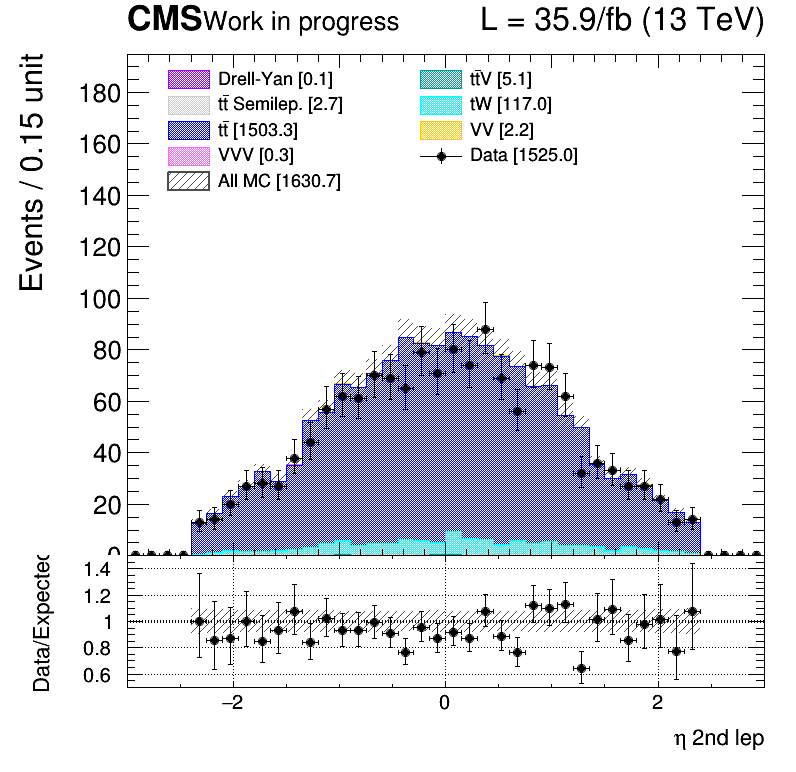 CMS Work in progress L = 35.9/fb (13 TeV)
Events / 0.15 unit
Drell-Yan [0.1]
tt̄ Semilep. [2.7]
tt̄ [1503.3]
VVV [0.3]
All MC [1630.7]
tt̄V [5.1]
tW [117.0]
VV [2.2]
Data [1525.0]
180
160
140
120
100
80
60
40
20
0
Data/Expected
1.4
1.2
1
0.8
0.6
−2 0 2
η 2nd lep